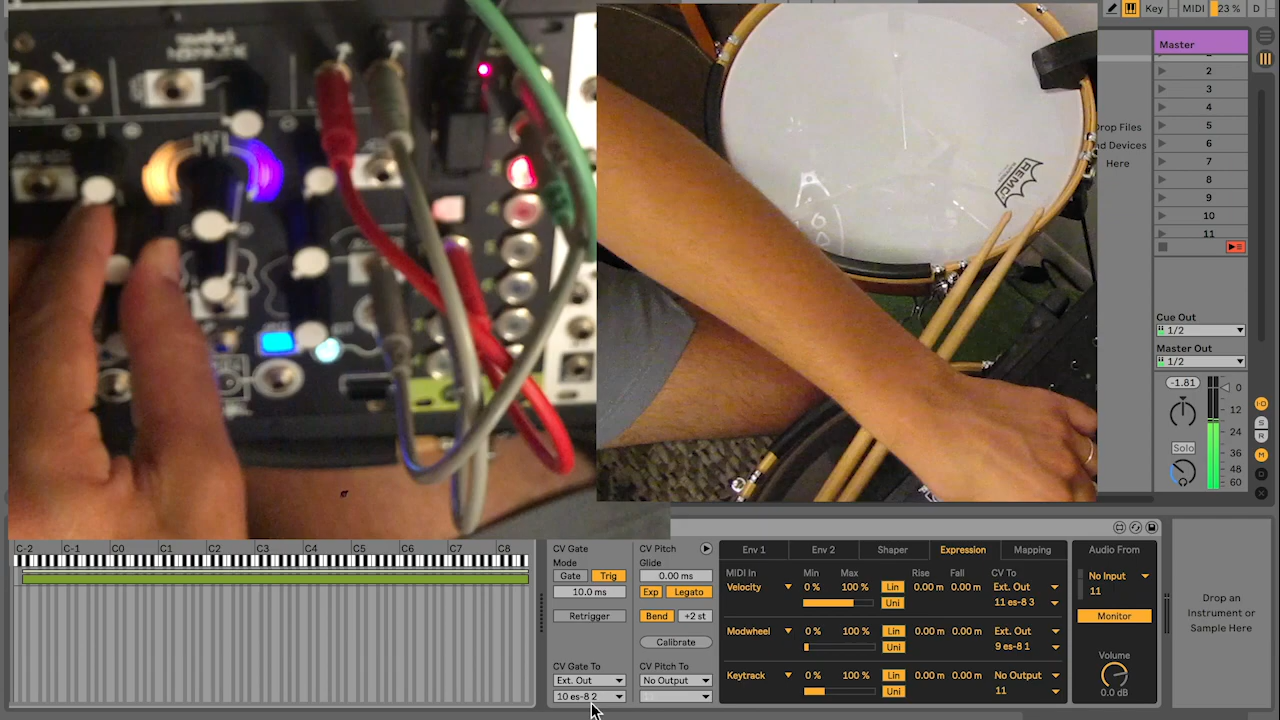 Key
MIDI
23 %
D
Master
2
3
4
5
6
7
8
9
10
11
Drop Files
nd Devices
Here
REMO
Cue Out
1/2
Master Out
1/2
-1.81
0
12
24
36
48
60
Solo
S
R
M
C-2 C-1 C0 C1 C2 C3 C4 C5 C6 C7 C8
CV Gate
Mode
Gate Trig
10.0 ms
Retrigger
CV Gate To
Ext. Out
10 es-8 2
CV Pitch
Glide
0.00 ms
Exp Legato
Bend +2 st
Calibrate
CV Pitch To
No Output
Env 1 Env 2 Shaper Expression Mapping
MIDI In Min Max Rise Fall CV To
Velocity 0 % 100 % Lin 0.00 m 0.00 m Ext. Out
Uni 11 es-8 3
Modwheel 0 % 100 % Lin 0.00 m 0.00 m Ext. Out
Uni 9 es-8 1
Keytrack 0 % 100 % Lin 0.00 m 0.00 m No Output
Uni 11
Audio From
No Input
11
Monitor
Volume
0.0 dB
Drop an
Instrument or
Sample Here